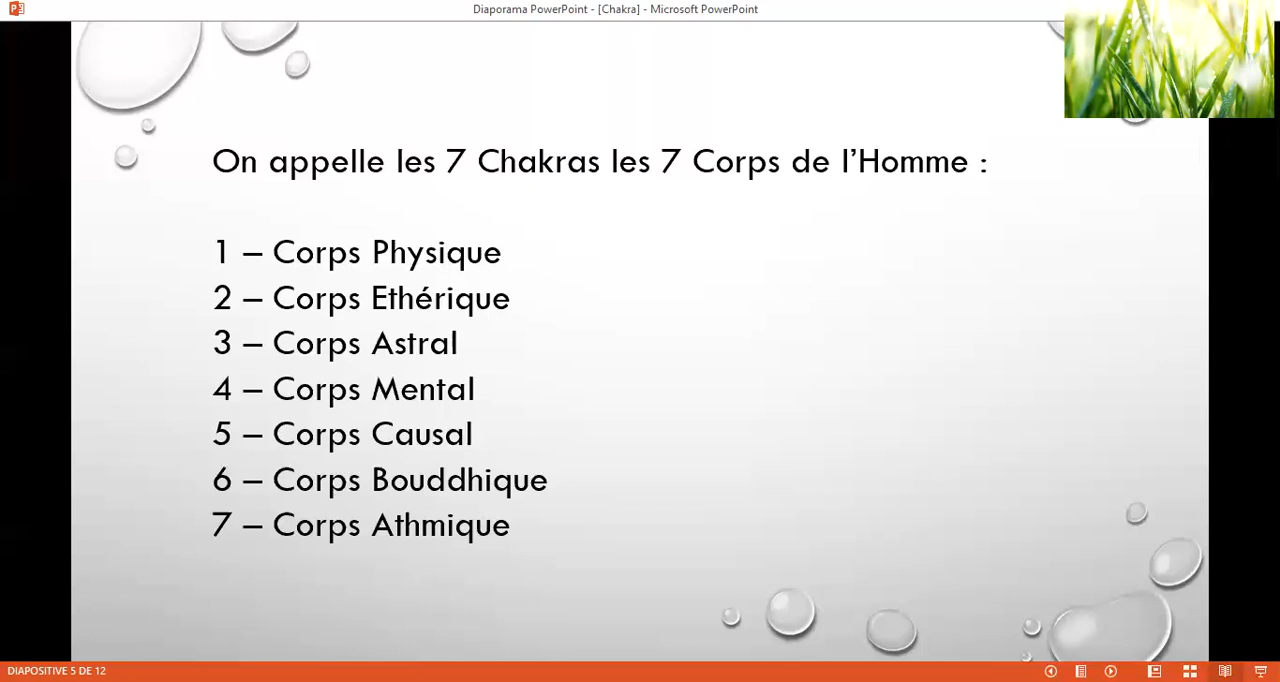 Diaporama PowerPoint - [Chakra] - Microsoft PowerPoint
On appelle les 7 Chakras les 7 Corps de l’Homme :
1 – Corps Physique
2 – Corps Ethérique
3 – Corps Astral
4 – Corps Mental
5 – Corps Causal
6 – Corps Bouddhique
7 – Corps Athmique
DIAPOSITIVE 5 DE 12